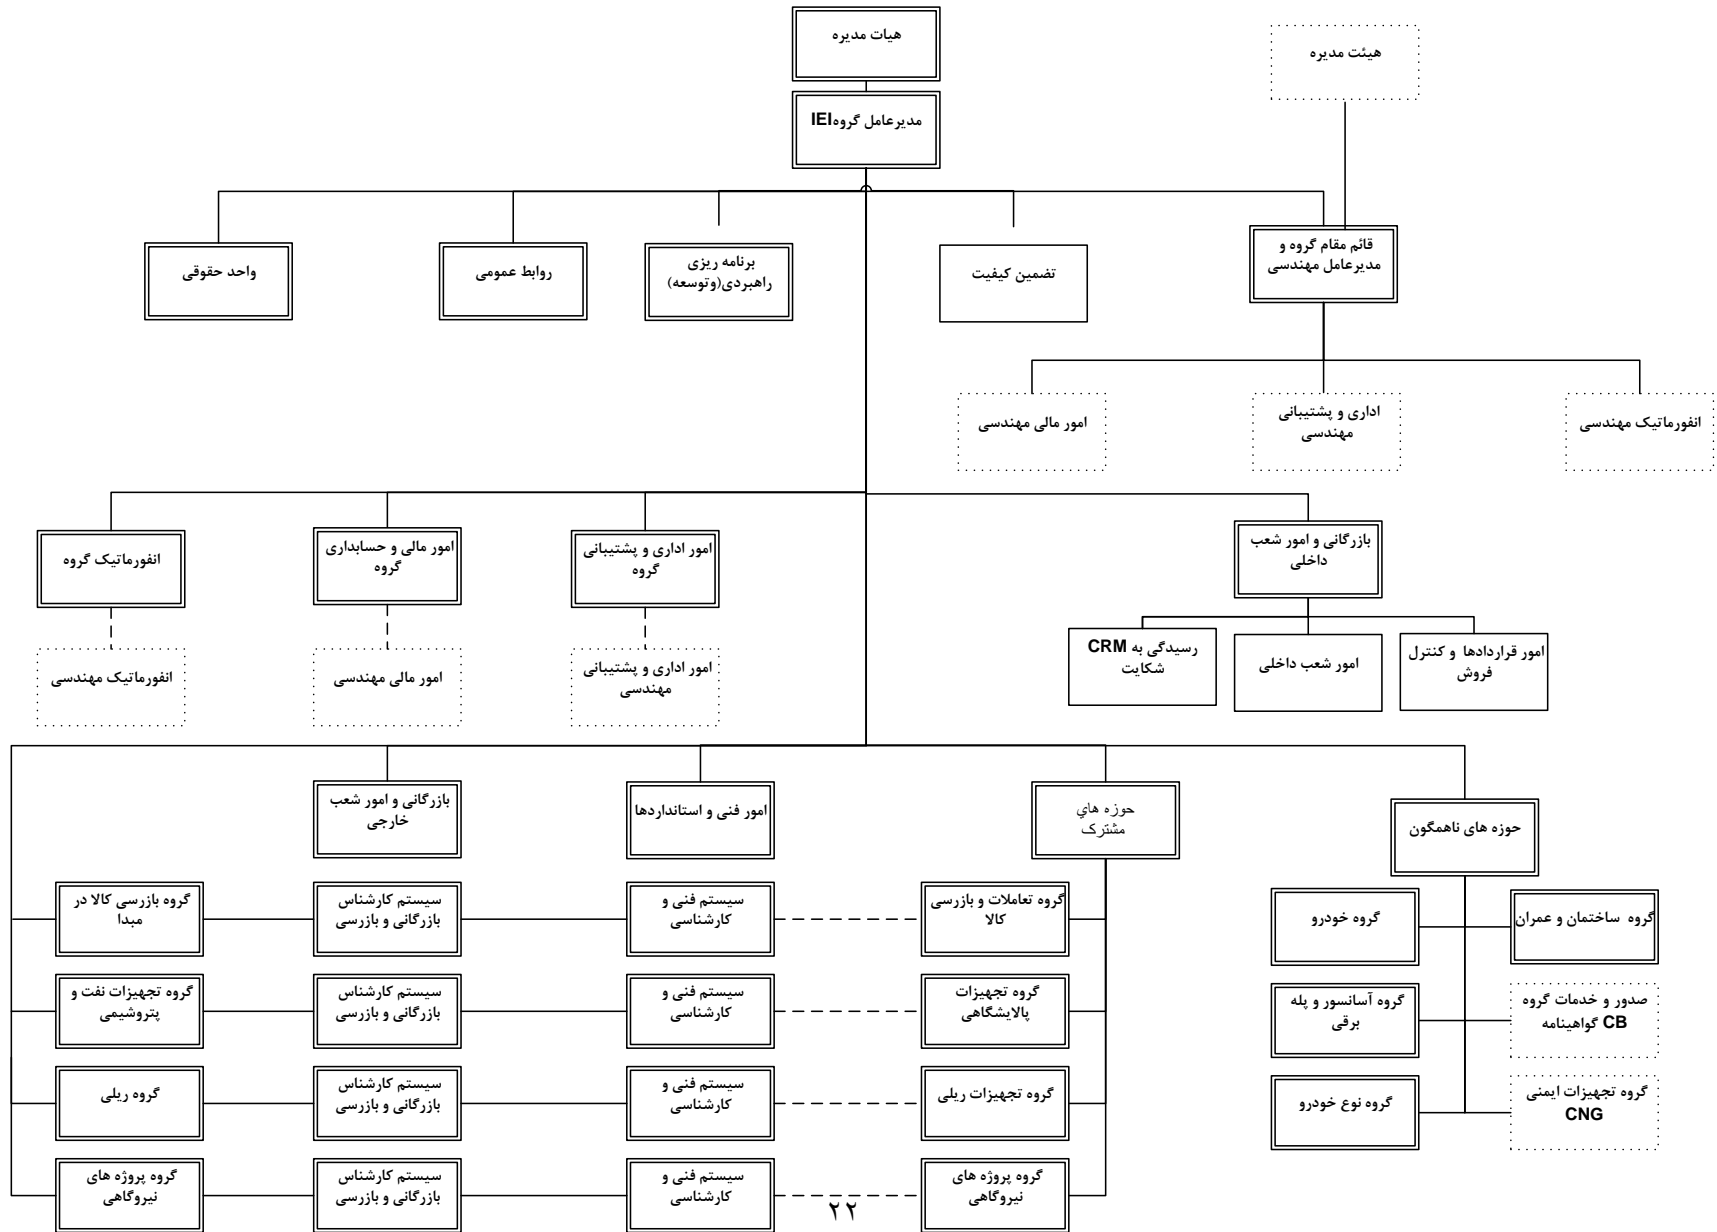 هیات مدیره
هیئت مدیره
مدیرعامل گروهIEI
قائم مقام گروه و
مدیرعامل مهندسی
تضمین کیفیت
برنامه ریزی
راهبردی(وتوسعه)
روابط عمومی
واحد حقوقی
انفورماتیک مهندسی
اداری و پشتیبانی
مهندسی
امور مالی مهندسی
بازرگانی و امور شعب
داخلی
امور اداری و پشتیبانی
گروه
امور مالی و حسابداری
گروه
انفورماتیک گروه
امور قراردادها و کنترل
فروش
امور شعب داخلی
رسیدگی به CRM
شکایت
امور اداری و پشتیبانی
مهندسی
امور مالی مهندسی
انفورماتیک مهندسی
حوزه های ناهمگون
حوزه هاي
مشترک
امور فنی و استانداردها
بازرگانی و امور شعب
خارجی
گروه ساختمان و عمران
گروه خودرو
گروه تعاملات و بازرسی
کالا
سیستم فنی و
کارشناسی
سیستم کارشناس
بازرگانی و بازرسی
گروه بازرسی کالا در
مبدا
صدور و خدمات گروه
گواهینامه CB
گروه آسانسور و پله
برقی
گروه تجهیزات
پالایشگاهی
سیستم فنی و
کارشناسی
سیستم کارشناس
بازرگانی و بازرسی
گروه تجهیزات نفت و
پتروشیمی
گروه تجهیزات ایمنی
CNG
گروه نوع خودرو
گروه تجهیزات ریلی
سیستم فنی و
کارشناسی
سیستم کارشناس
بازرگانی و بازرسی
گروه ریلی
گروه پروژه های
نیروگاهی
سیستم فنی و
کارشناسی
سیستم کارشناس
بازرگانی و بازرسی
گروه پروژه های
نیروگاهی
۲۲